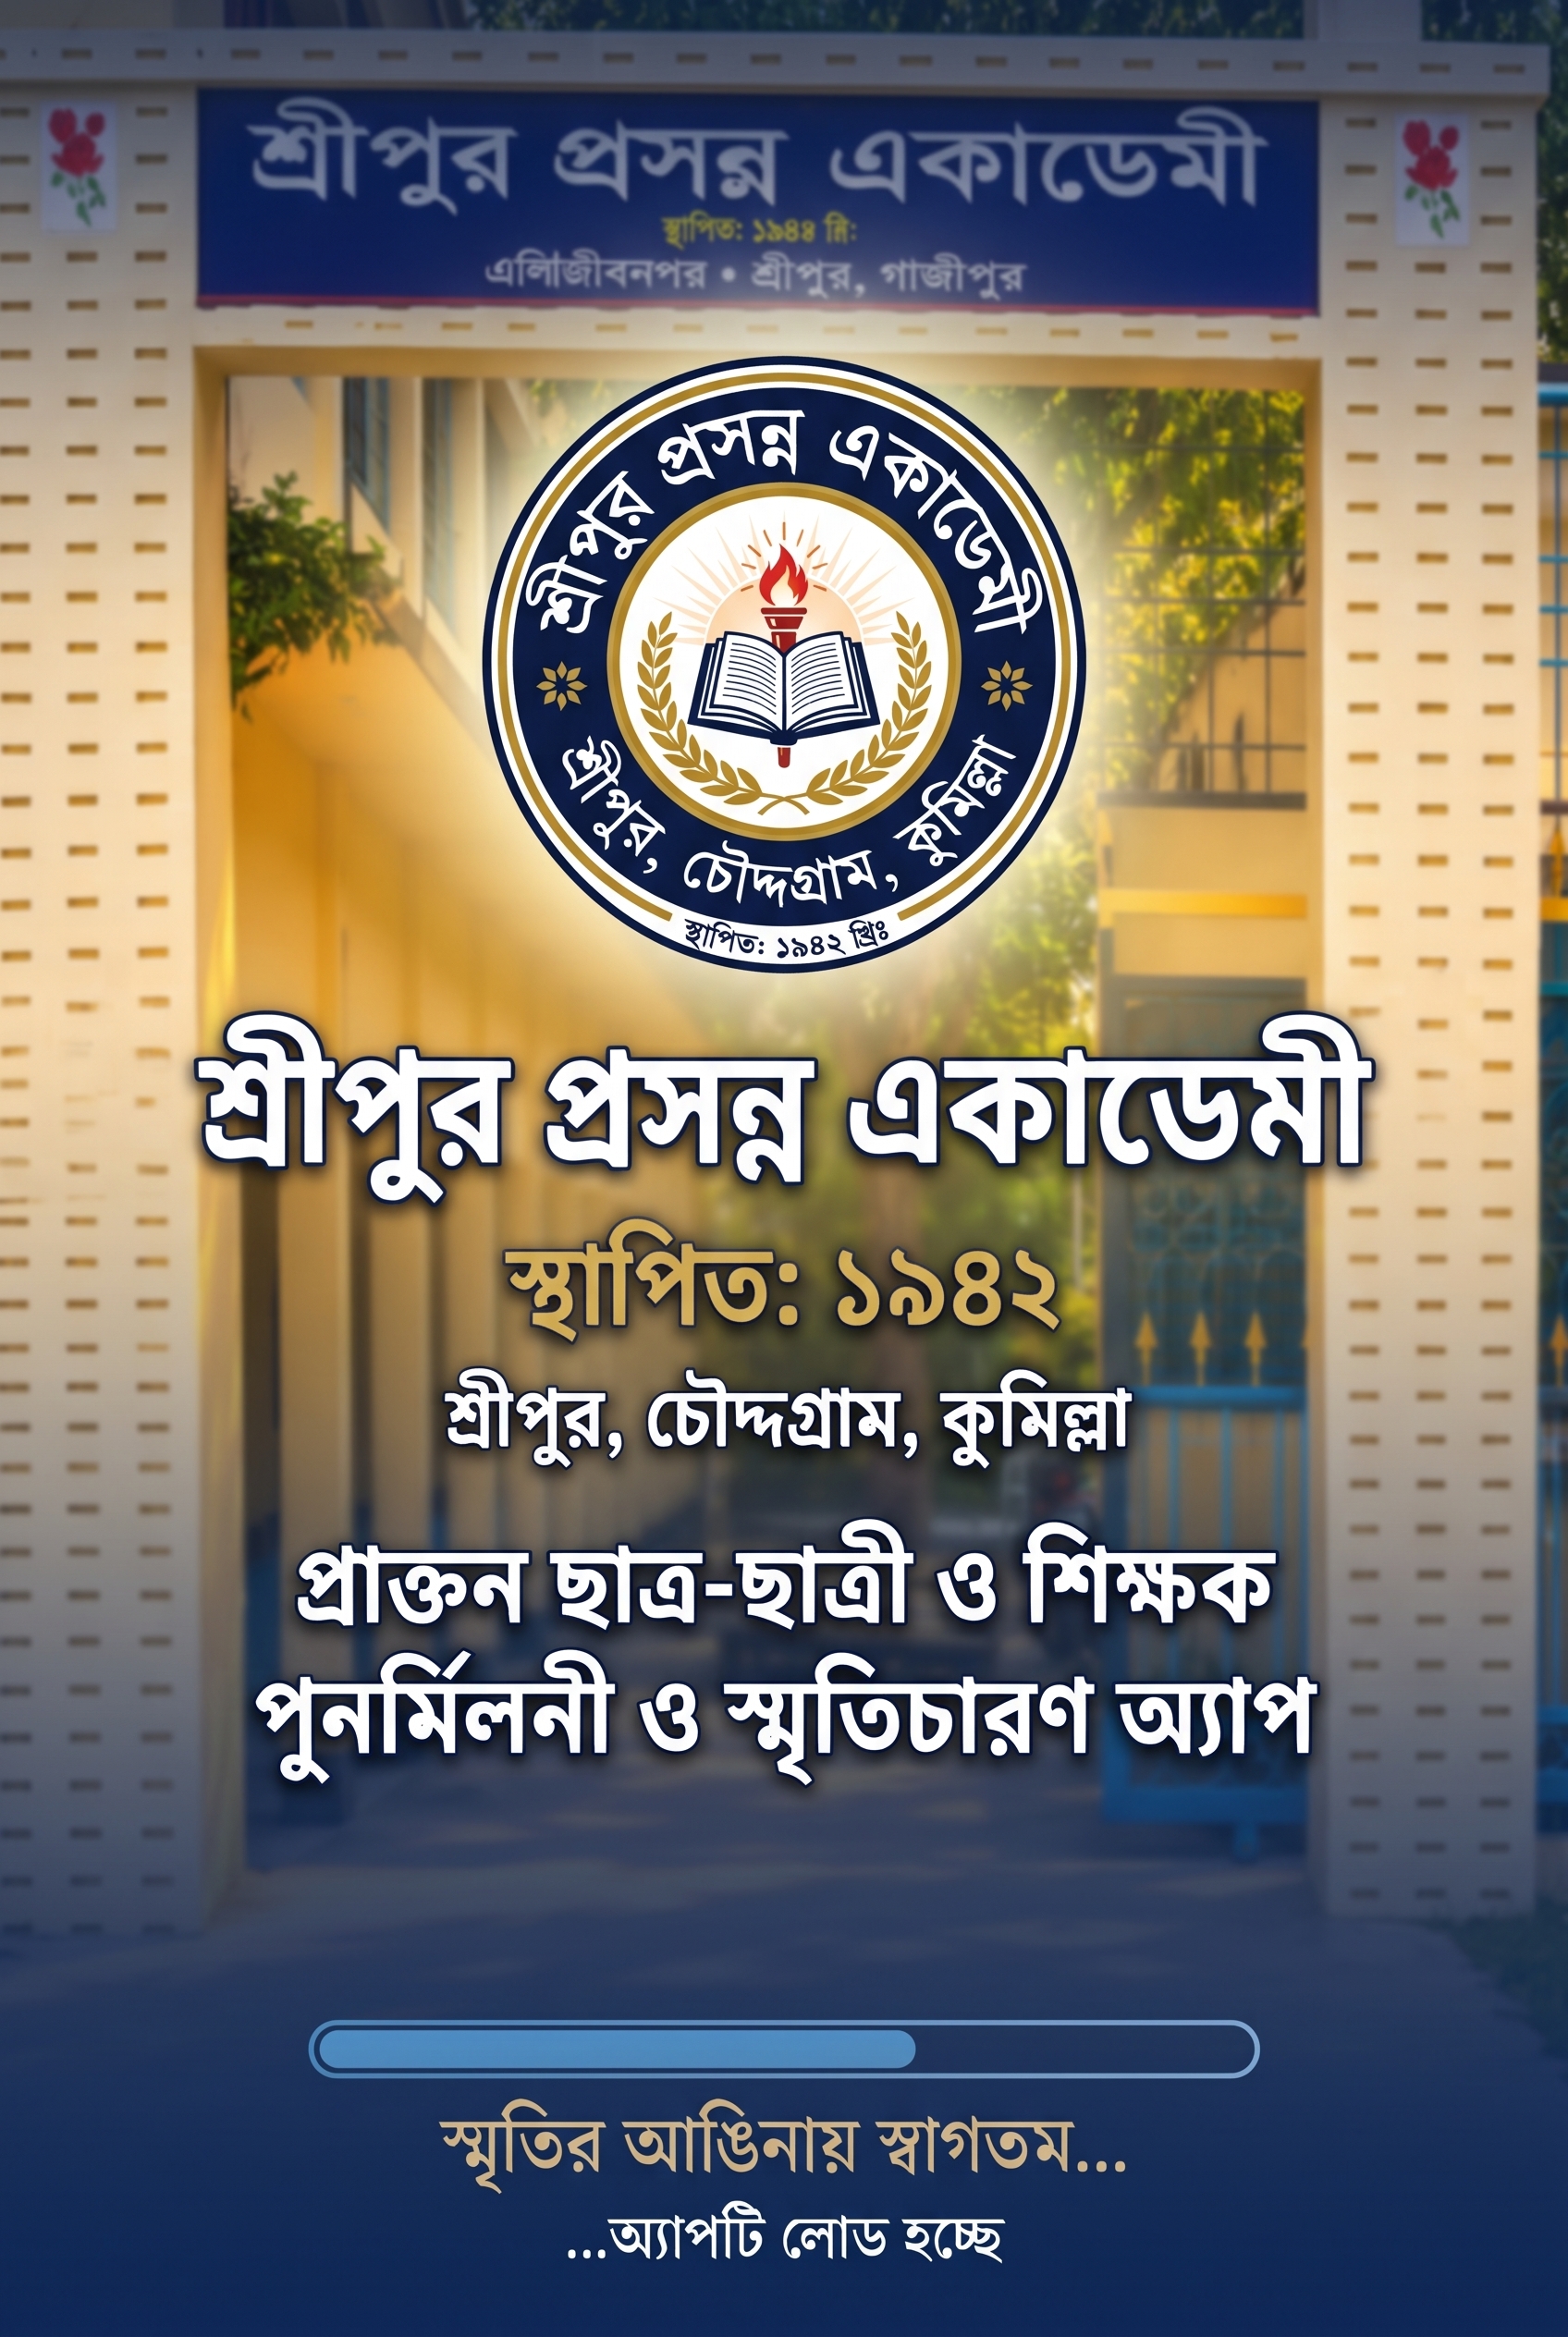 শ্রীপুর প্রসন্ন একাডেমী
স্থাপিত: ১৯৪৪ খ্রি:
এলিাজীবনপর • শ্রীপুর, গাজীপুর
শ্রীপুর প্রসন্ন একাডেমী
শ্রীপুর, চৌদ্দগ্রাম, কুমিল্লা
স্থাপিত: ১৯৪২ খ্রিঃ
শ্রীপুর প্রসন্ন একাডেমী
স্থাপিত: ১৯৪২
শ্রীপুর, চৌদ্দগ্রাম, কুমিল্লা
প্রাক্তন ছাত্র-ছাত্রী ও শিক্ষক
পুনর্মিলনী ও স্মৃতিচারণ অ্যাপ
স্মৃতির আঙিনায় স্বাগতম...
...অ্যাপটি লোড হচ্ছে